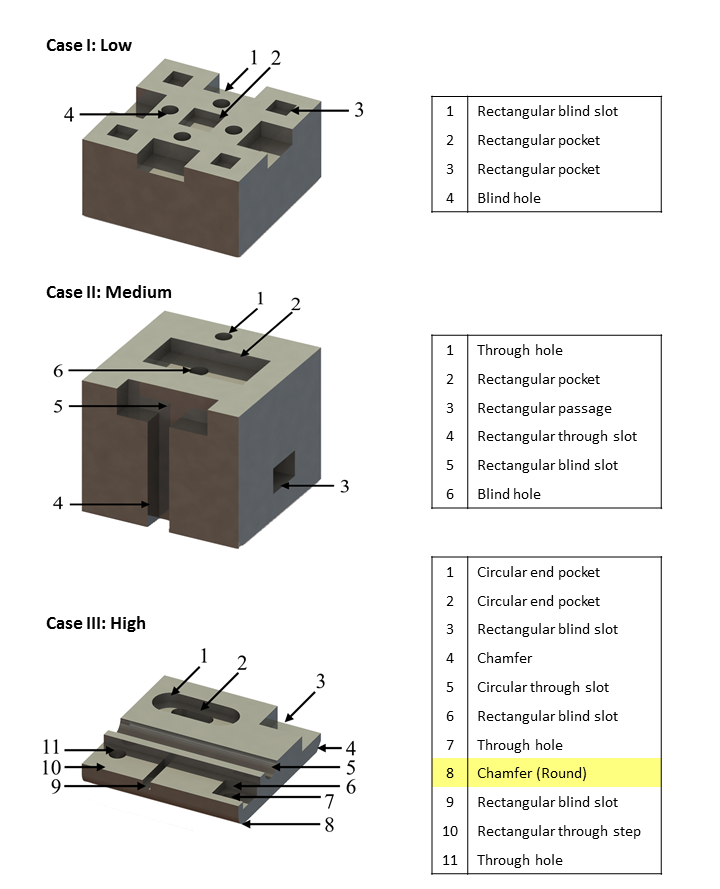 Case I: Low
1
2
3
4
1 Rectangular blind slot
2 Rectangular pocket
3 Rectangular pocket
4 Blind hole
Case II: Medium
1
2
6
5
4
3
1 Through hole
2 Rectangular pocket
3 Rectangular passage
4 Rectangular through slot
5 Rectangular blind slot
6 Blind hole
Case III: High
1
2
3
11
10
9
4
5
6
7
8
1 Circular end pocket
2 Circular end pocket
3 Rectangular blind slot
4 Chamfer
5 Circular through slot
6 Rectangular blind slot
7 Through hole
8 Chamfer (Round)
9 Rectangular blind slot
10 Rectangular through step
11 Through hole